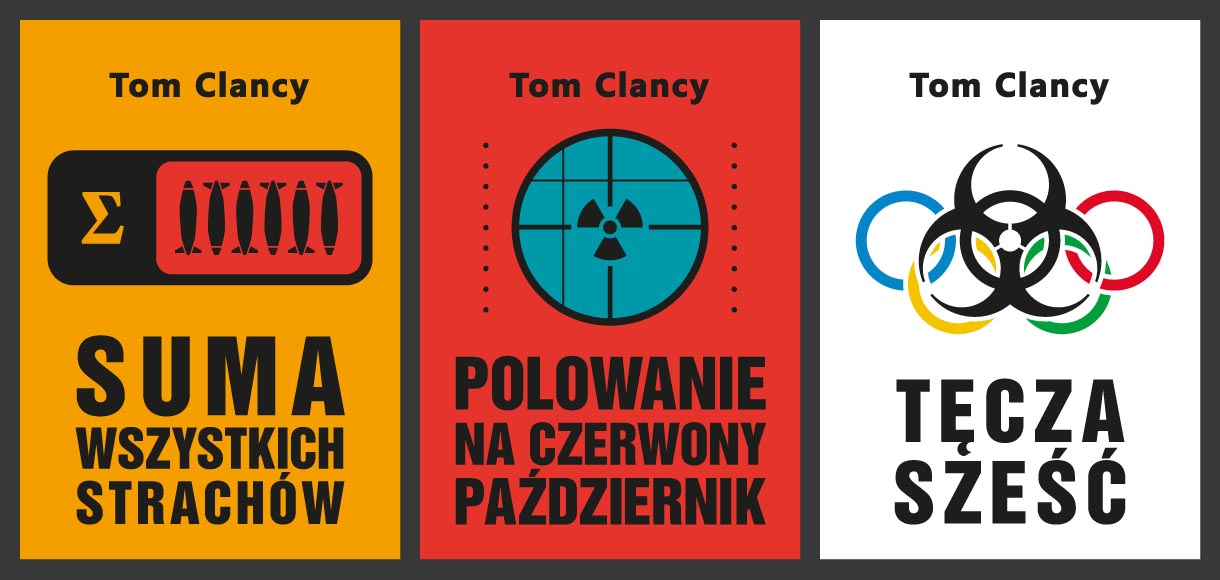 Tom Clancy
Σ
SUMA
WSZYSTKICH
STRACHÓW
Tom Clancy
POLOWANIE
NA CZERWONY
PAŹDZIERNIK
Tom Clancy
TĘCZA
SZEŚĆ